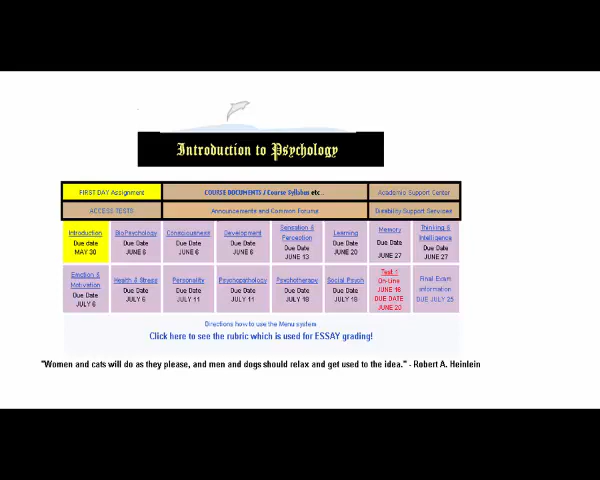 Introduction to Psychology
FIRST DAY Assignment
COURSE DOCUMENTS / Course Syllabus etc..
Academic Support Center
ACCESS TESTS
Announcements and Common Forums
Disability Support Services
Introduction
Due date
MAY 30
BioPsychology
Due Date
JUNE 6
Consciousness
Due Date
JUNE 6
Development
Due Date
JUNE 6
Sensation &
Perception
Due Date
JUNE 13
Learning
Due Date
JUNE 20
Memory
Due Date
JUNE 27
Thinking &
Intelligence
Due Date
JUNE 27
Emotion &
Motivation
Due Date
JULY 6
Health & Stress
Due Date
JULY 6
Personality
Due Date
JULY 11
Psychopathology
Due Date
JULY 11
Psychotherapy
Due Date
JULY 18
Social Psych
Due Date
JULY 18
Test 1
On-Line
JUNE 16
DUE DATE
JUNE 20
Final Exam
information
DUE JULY 25
Directions how to use the Menu system
Click here to see the rubric which is used for ESSAY grading!
"Women and cats will do as they please, and men and dogs should relax and get used to the idea." - Robert A. Heinlein